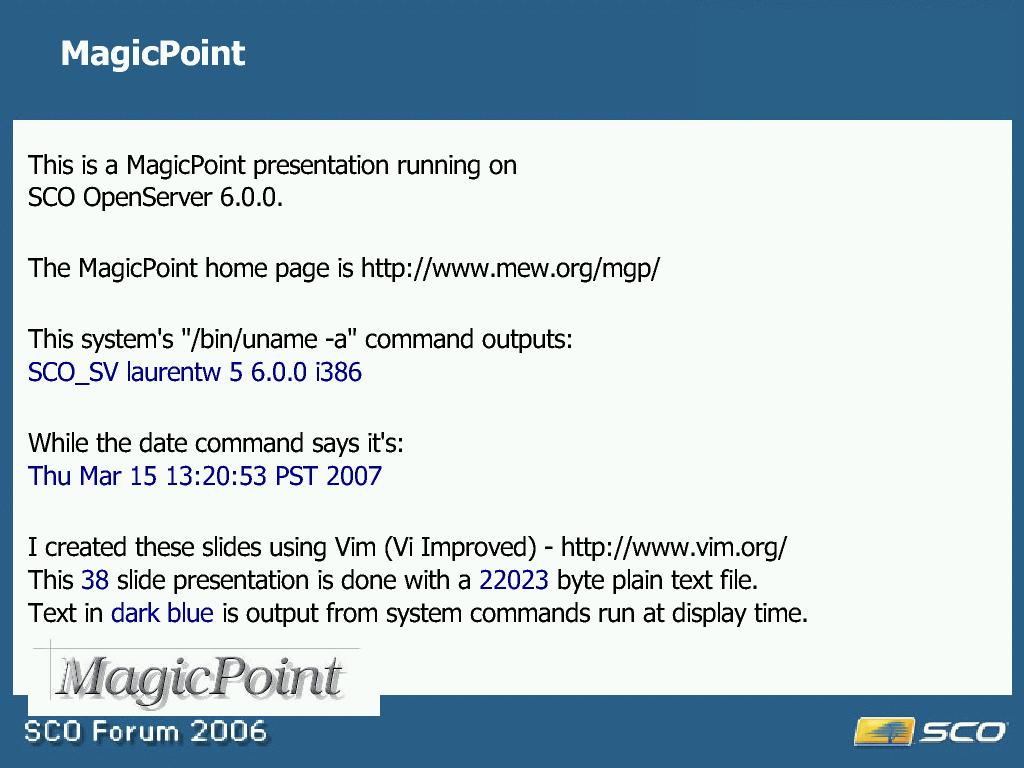 MagicPoint
This is a MagicPoint presentation running on
SCO OpenServer 6.0.0.
The MagicPoint home page is http://www.mew.org/mgp/
This system's "/bin/uname -a" command outputs:
SCO_SV laurentw 5 6.0.0 i386
While the date command says it's:
Thu Mar 15 13:20:53 PST 2007
I created these slides using Vim (Vi Improved) - http://www.vim.org/
This 38 slide presentation is done with a 22023 byte plain text file.
Text in dark blue is output from system commands run at display time.
MagicPoint
SCO Forum 2006
SCO